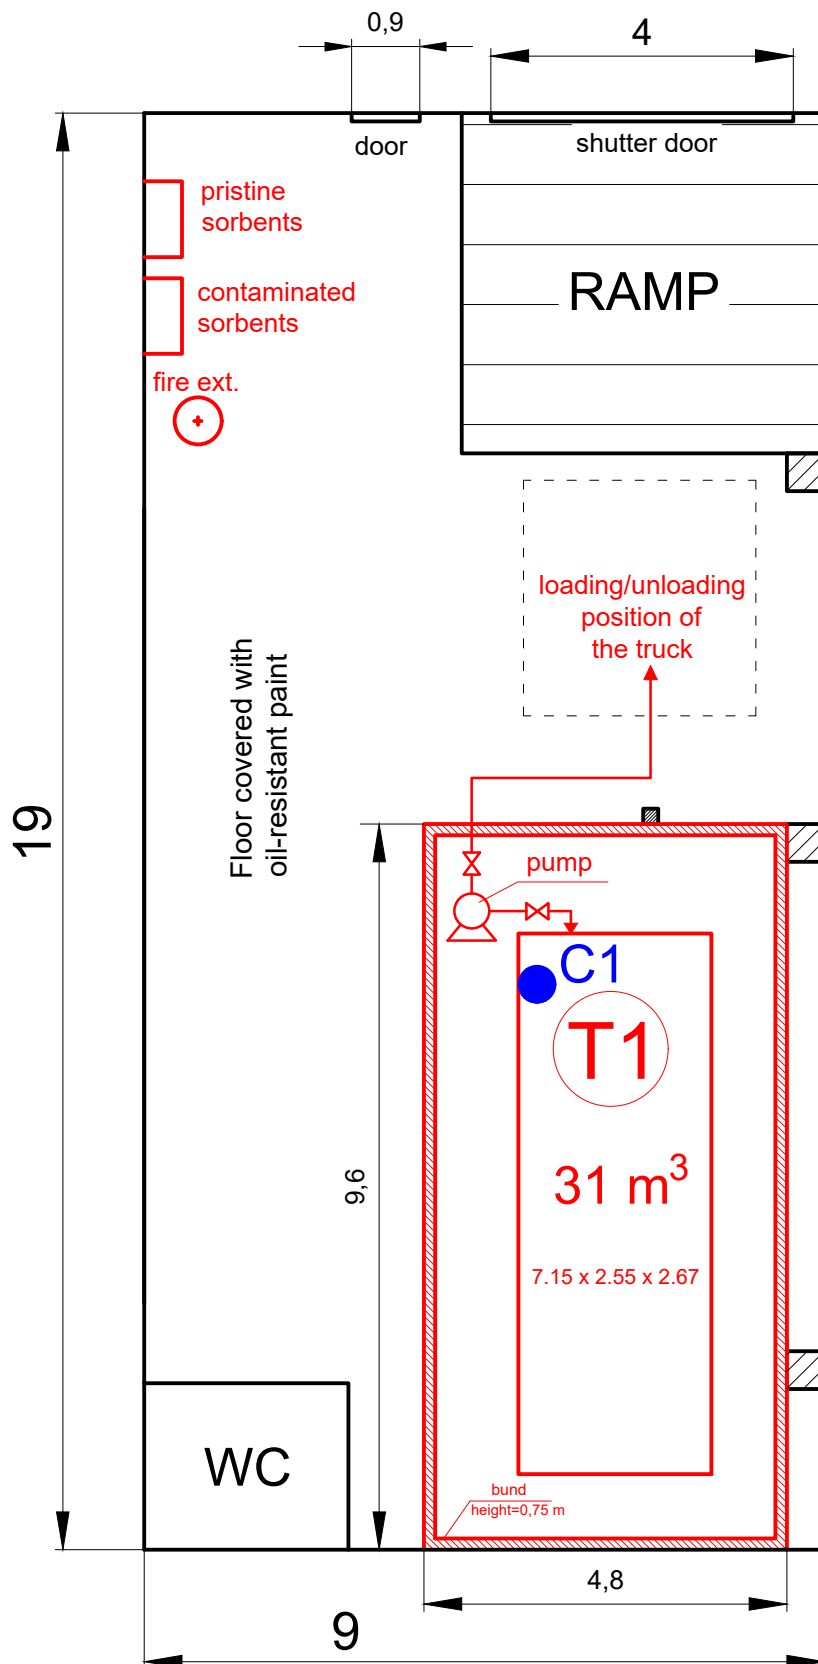 0,9
4
door
shutter door
pristine
sorbents
contaminated
sorbents
RAMP
fire ext.
loading/unloading
position of
the truck
Floor covered with
oil-resistant paint
19
pump
C1
T1
31 m³
9,6
7.15 x 2.55 x 2.67
WC
bund
height=0,75 m
4,8
9